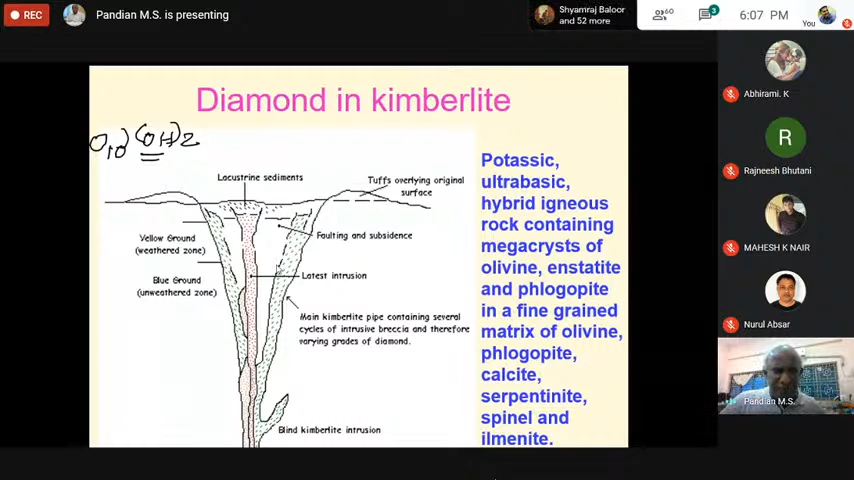 REC
Pandian M.S. is presenting
Shyamraj Baloor
and 52 more
60
3
6:07 PM
You
Diamond in kimberlite
O10) (OH)2
Lacustrine sediments
Tuffs overlying original
surface
Yellow Ground
(weathered zone)
Faulting and subsidence
Blue Ground
(unweathered zone)
Latest intrusion
Main kimberlite pipe containing several
cycles of intrusive breccia and therefore
varying grades of diamond.
Blind kimberlite intrusion
Potassic,
ultrabasic,
hybrid igneous
rock containing
megacrysts of
olivine, enstatite
and phlogopite
in a fine grained
matrix of olivine,
phlogopite,
calcite,
serpentinite,
spinel and
ilmenite.
Abhirami. K
R
Rajneesh Bhutani
MAHESH K NAIR
Nurul Absar
Pandian M.S.